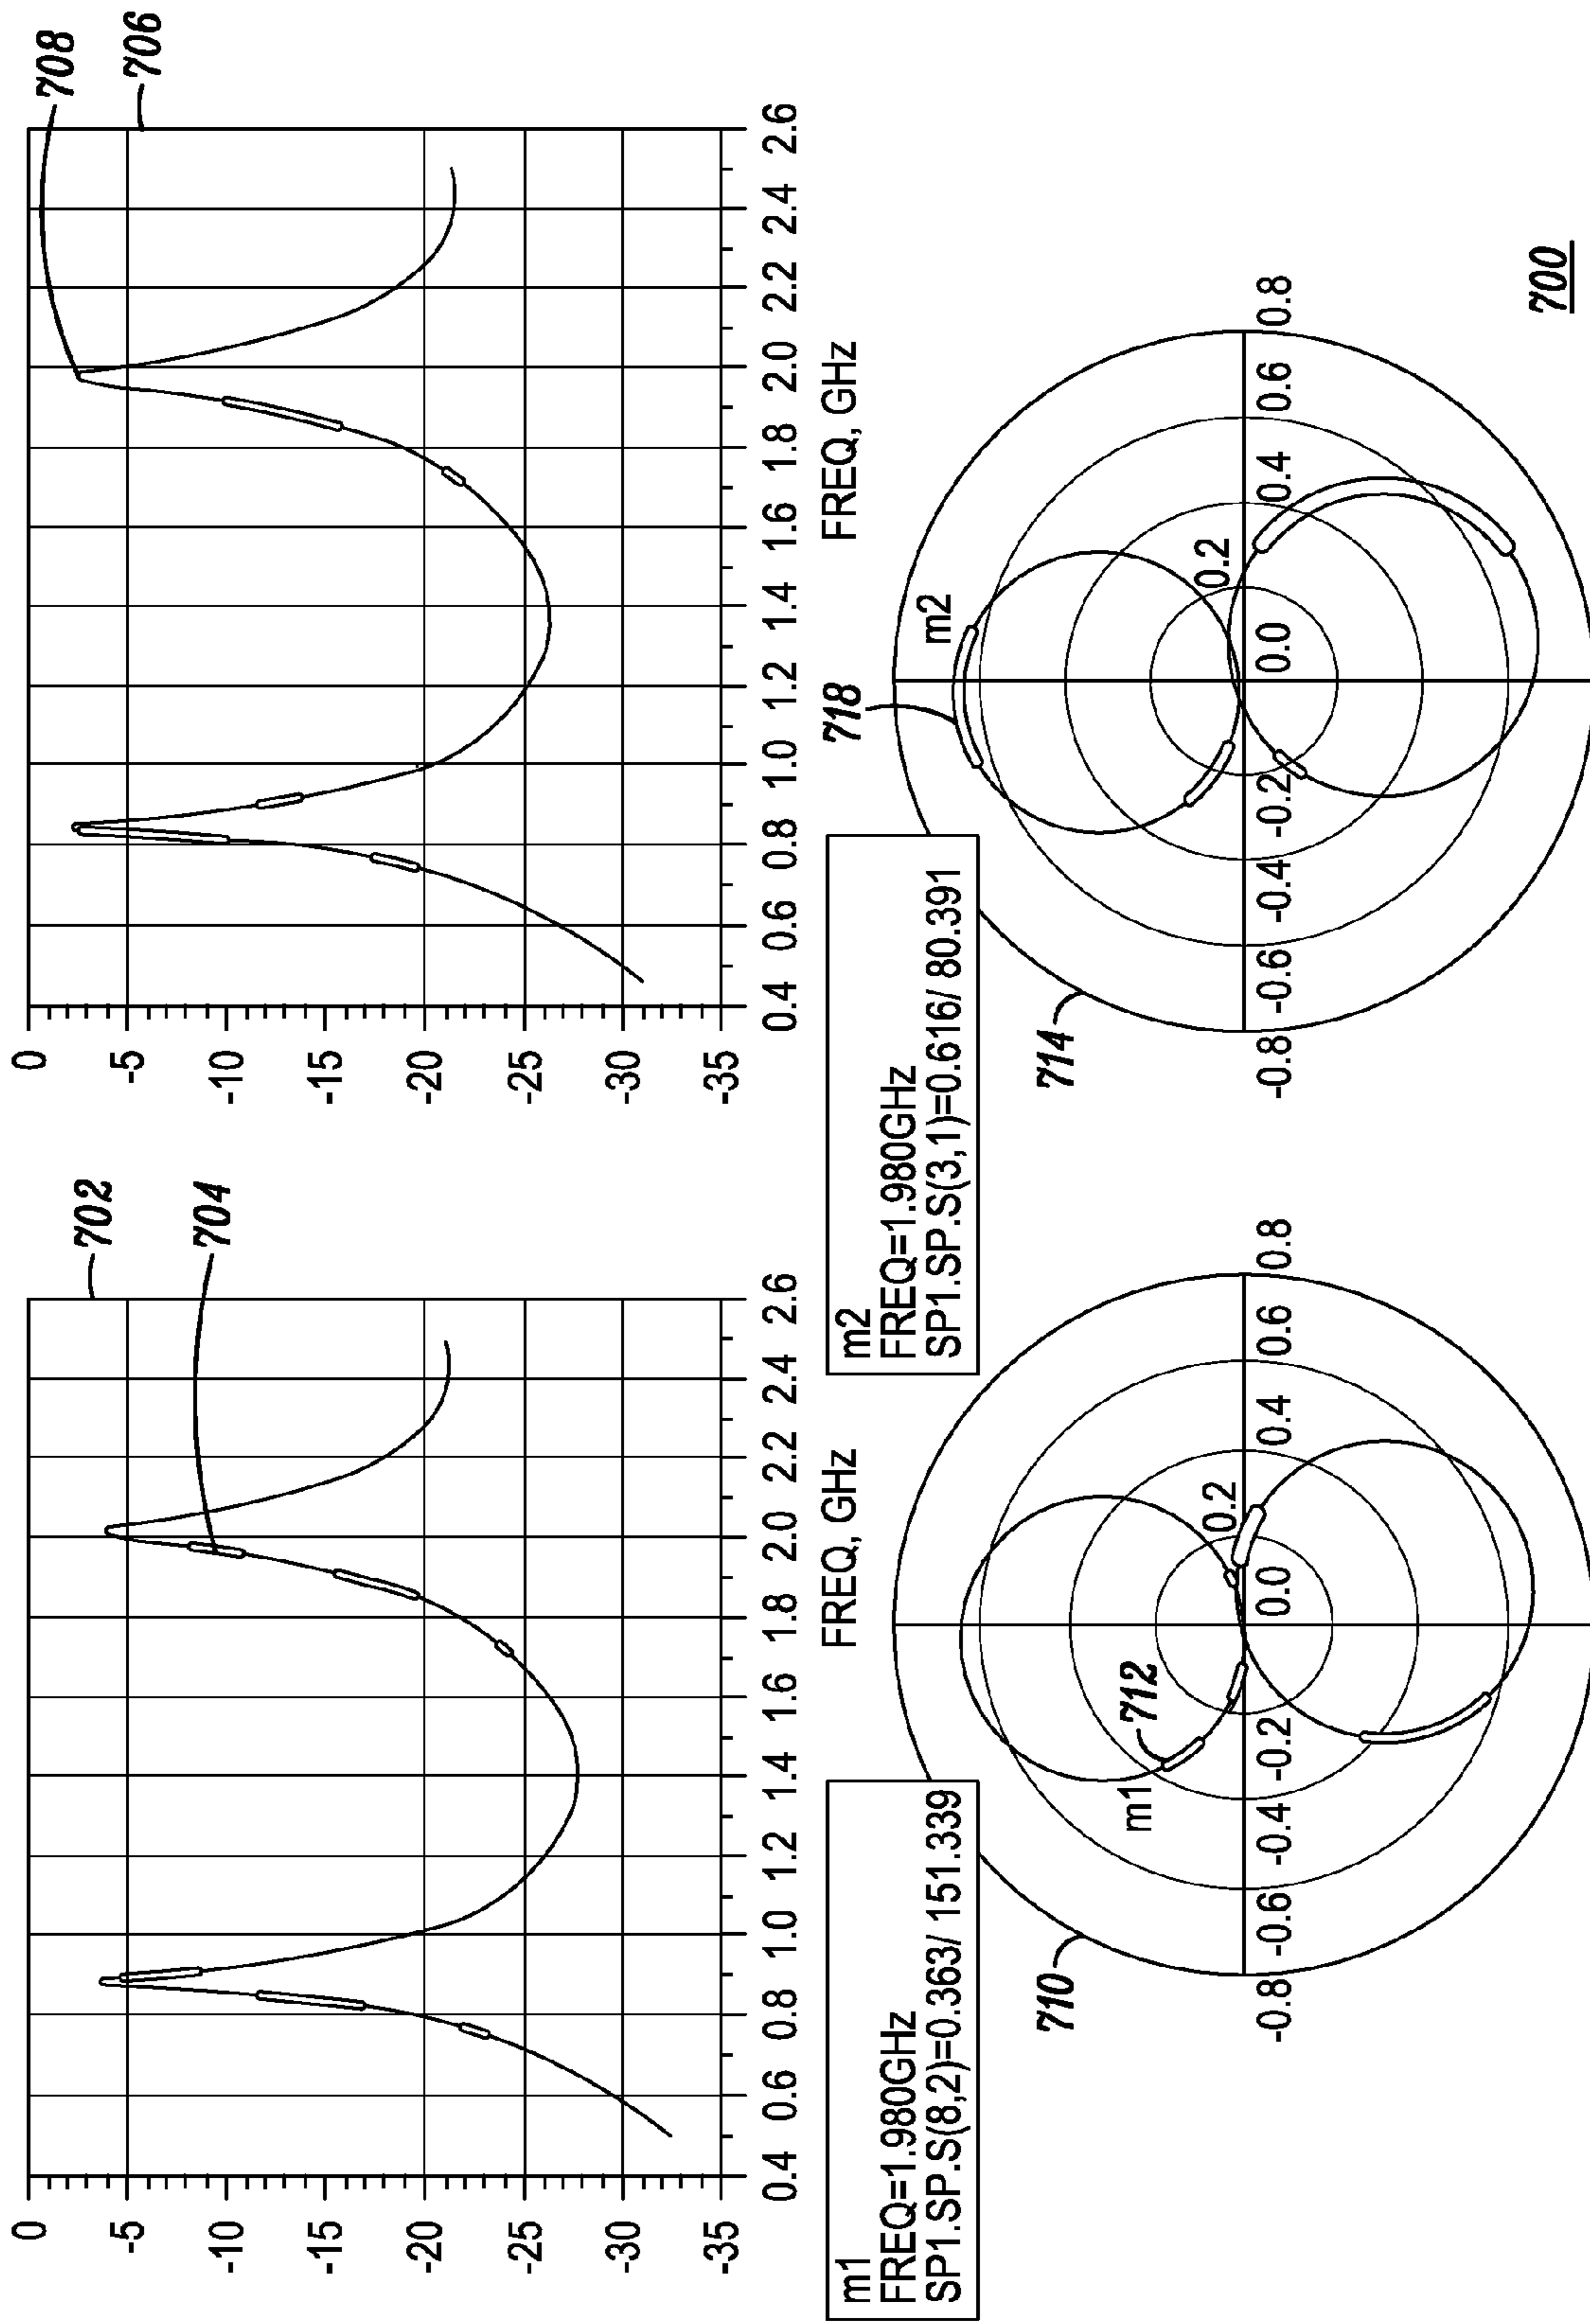 702
704
0
-5
-10
-15
-20
-25
-30
-35
0.4 0.6 0.8 1.0 1.2 1.4 1.6 1.8 2.0 2.2 2.4 2.6
FREQ, GHz
708
706
0
-5
-10
-15
-20
-25
-30
-35
0.4 0.6 0.8 1.0 1.2 1.4 1.6 1.8 2.0 2.2 2.4 2.6
FREQ, GHz
m1
FREQ=1.980GHz
SP1.SP.S(8,2)=0.363/ 151.339
710
m1
712
0.2
-0.8 -0.6 -0.4 -0.2 0.0 0.4 0.6 0.8
m2
FREQ=1.980GHz
SP1.SP.S(3,1)=0.616/ 80.391
714
718
m2
0.2
-0.8 -0.6 -0.4 -0.2 0.0 0.4 0.6 0.8
700